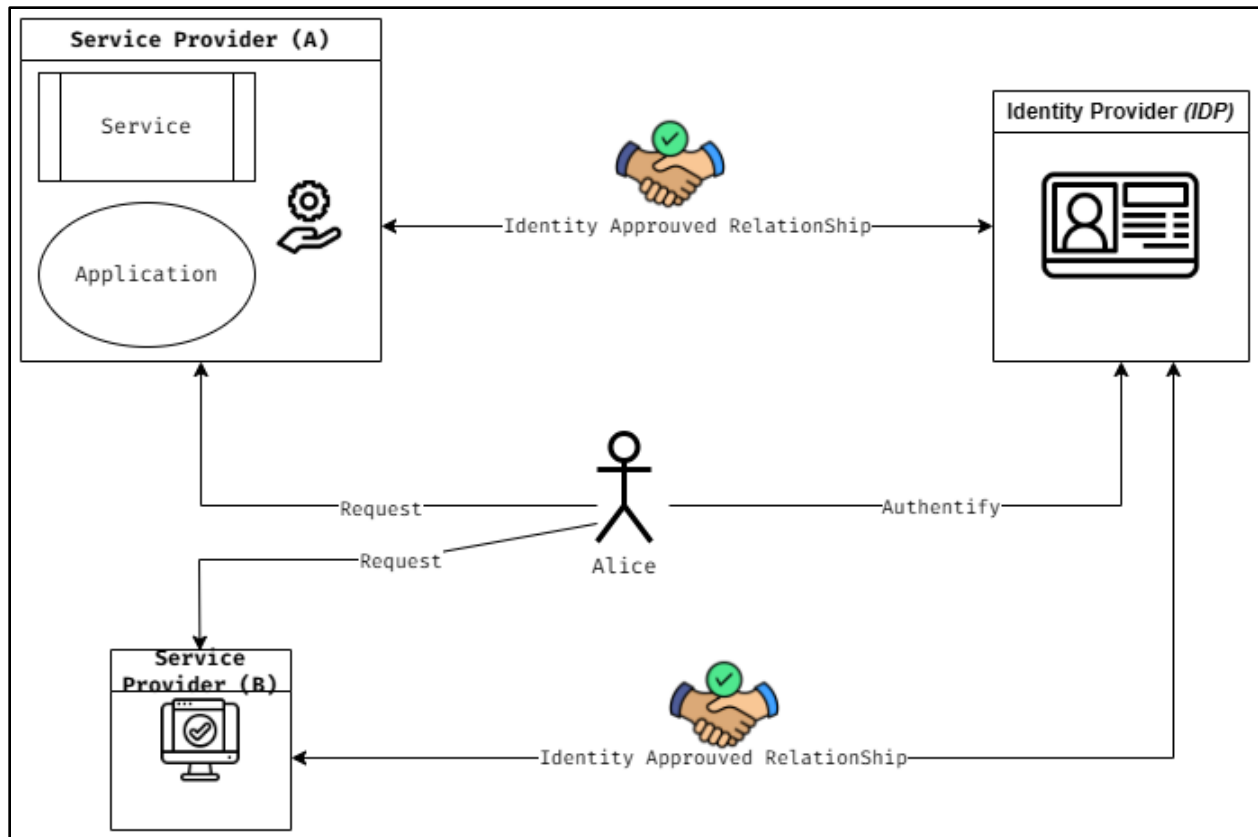 Service Provider (A)
Identity Provider (IDP)
Service
Identity Approuved RelationShip
Application
Request
Authentify
Request
Alice
Service
Provider (B)
Identity Approuved RelationShip